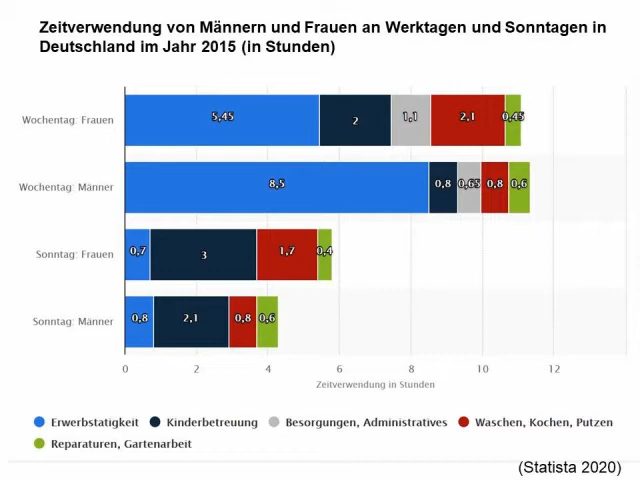 Zeitverwendung von Männern und Frauen an Werktagen und Sonntagen in
Deutschland im Jahr 2015 (in Stunden)
Wochentag: Frauen
5,45
2
1,1
2,1
0,45
Wochentag: Männer
8,5
0,8
0,65
0,8
0,6
Sonntag: Frauen
0,7
3
1,7
0,4
Sonntag: Männer
0,8
2,1
0,8
0,6
0 2 4 6 8 10 12
Zeitverwendung in Stunden
Erwerbstatigkeit Kinderbetreuung Besorgungen, Administratives Waschen, Kochen, Putzen
Reparaturen, Gartenarbeit
(Statista 2020)